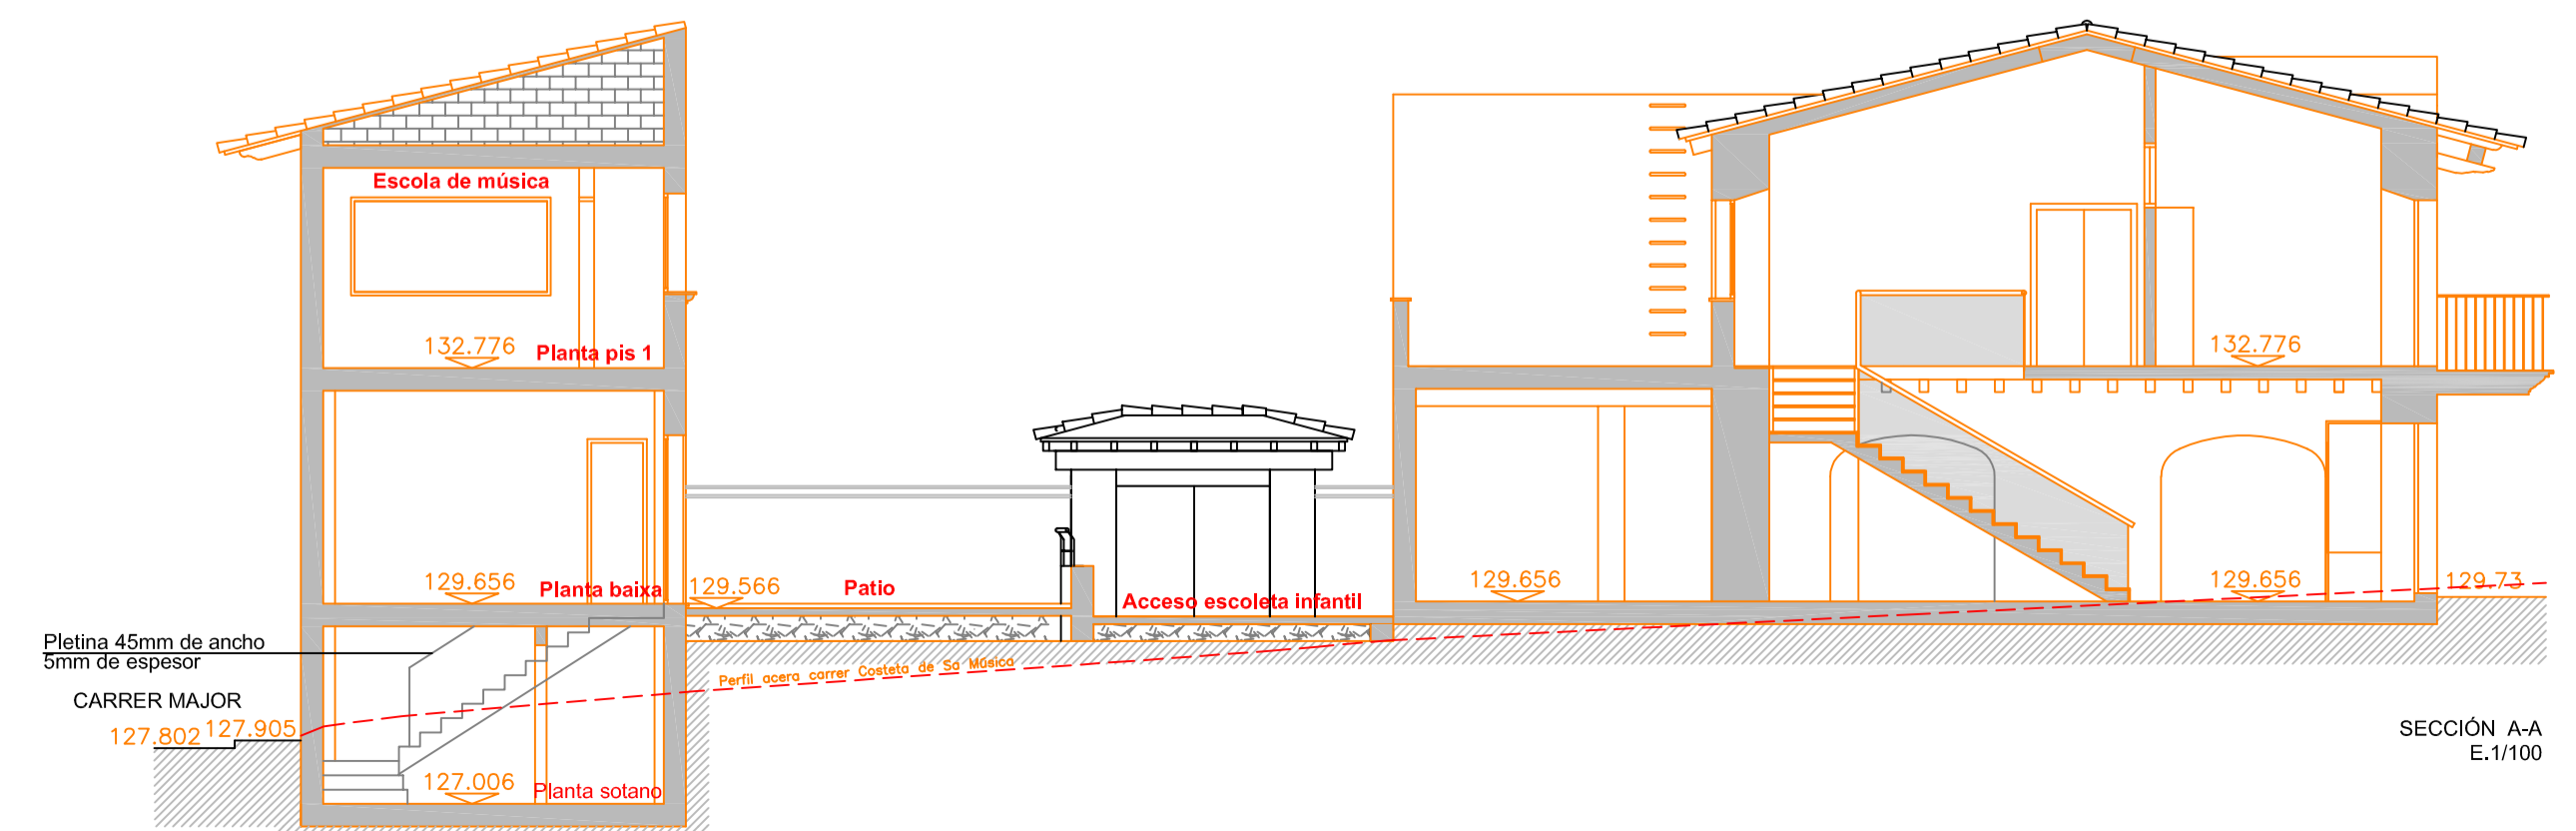 Escola de música
132.776
Planta pis 1
132.776
129.656
Planta baixa
129.566
Patio
Acceso escoleta infantil
129.656
129.656
129.73
Pletina 45mm de ancho
5mm de espesor
Perfil acera carrer Costeta de Sa Música
CARRER MAJOR
127.802
127.905
127.006
Planta sotano
SECCIÓN A-A
E.1/100